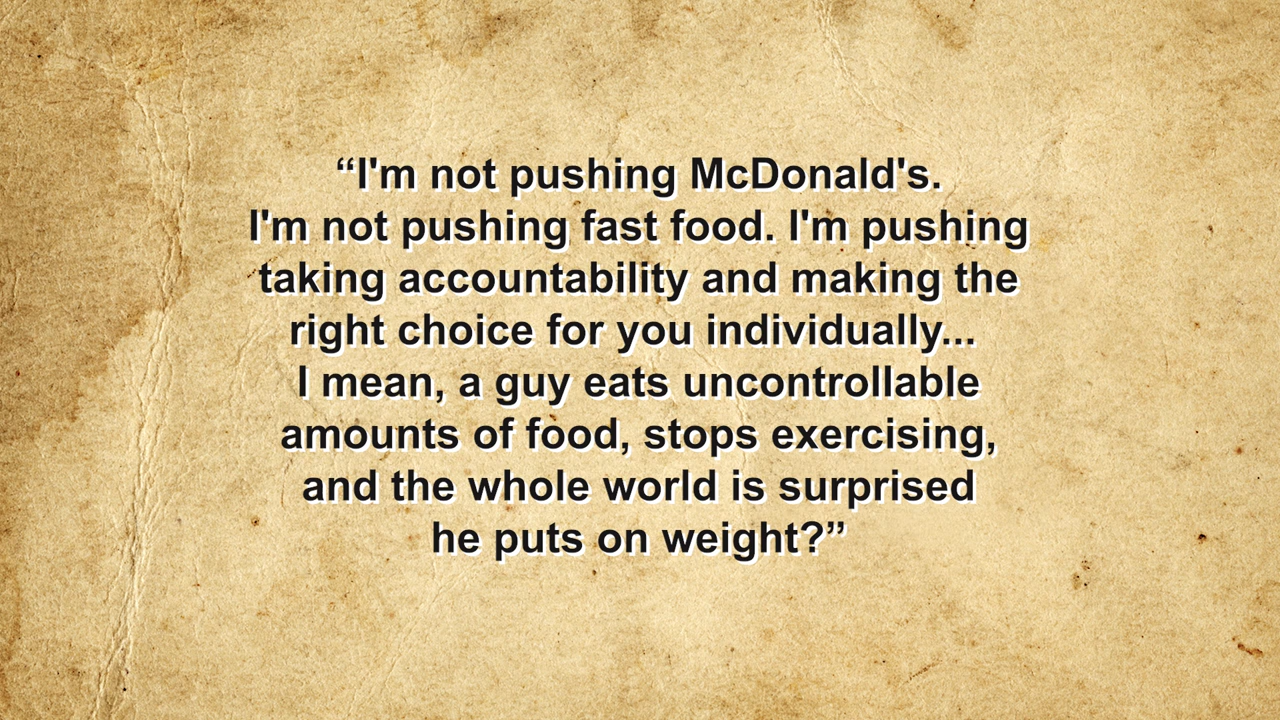 “I'm not pushing McDonald's.
I'm not pushing fast food. I'm pushing
taking accountability and making the
right choice for you individually...
I mean, a guy eats uncontrollable
amounts of food, stops exercising,
and the whole world is surprised
he puts on weight?”